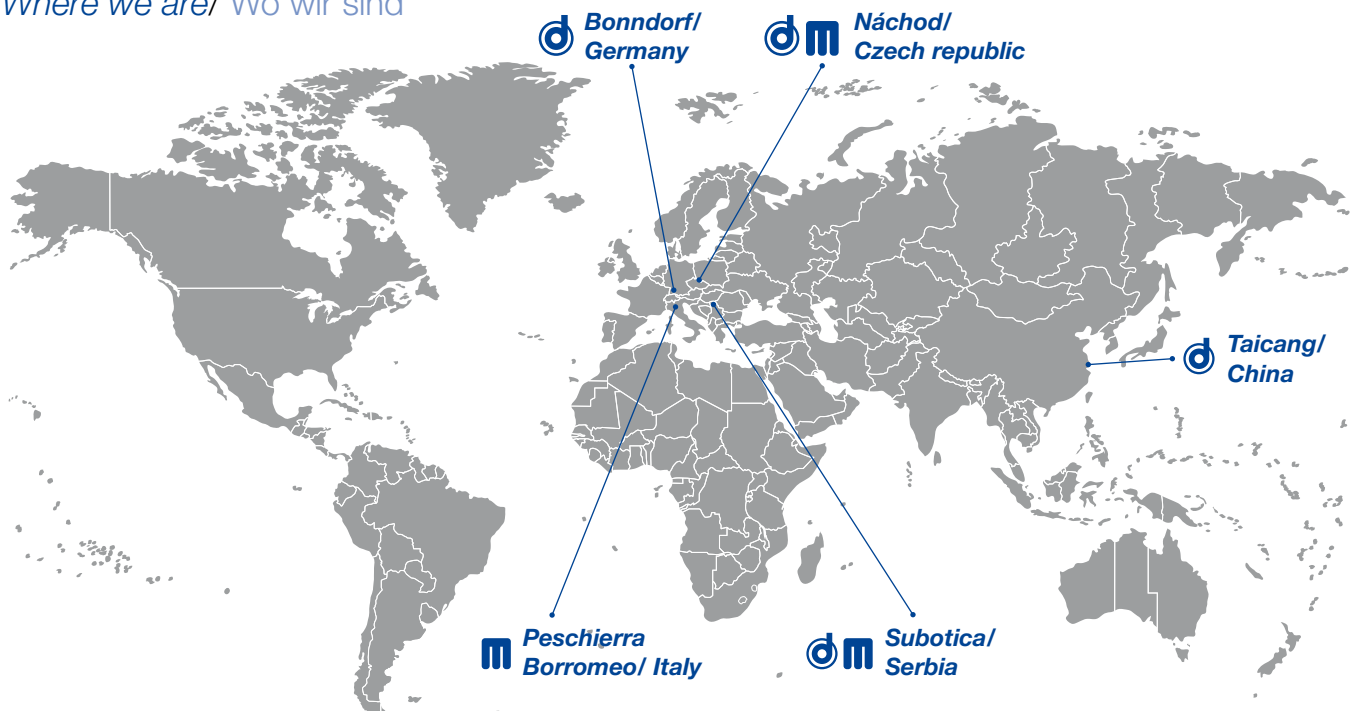 Where we are/ Wo wir sind
d Bonndorf/
Germany
d m Náchod/
Czech republic
d Taicang/
China
m Peschierra
Borromeo/ Italy
d m Subotica/
Serbia